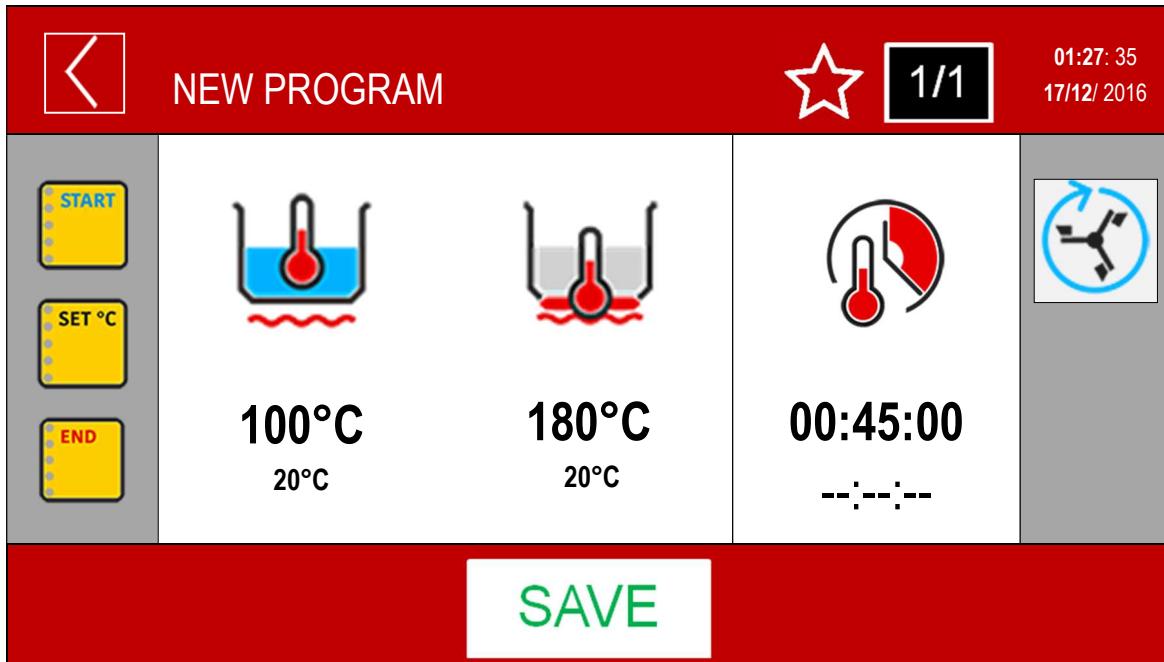 NEW PROGRAM
1/1
01:27: 35
17/12/ 2016
START
SET °C
END
100°C
20°C
180°C
20°C
00:45:00
--:--:--
SAVE